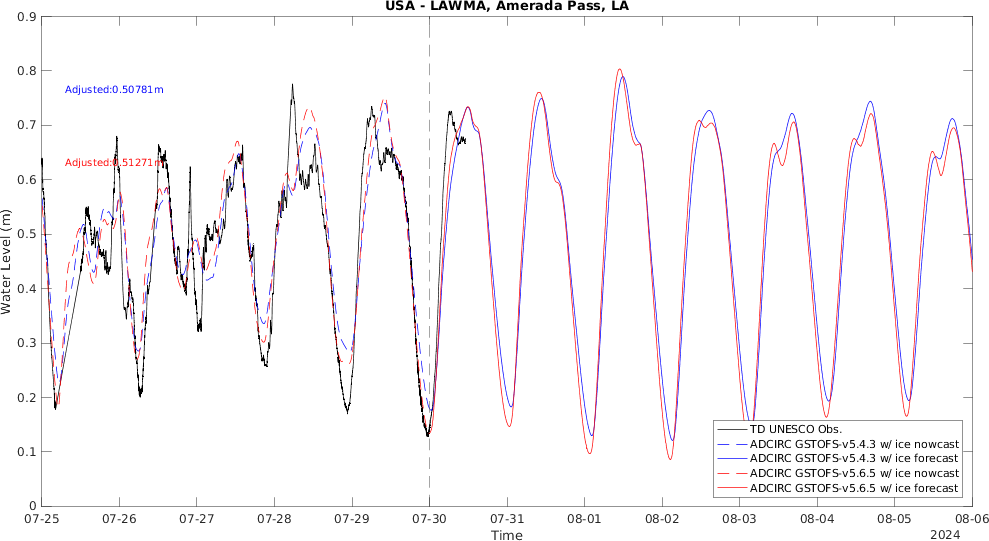 USA - LAWMA, Amerada Pass, LA
0.9
0.8
0.7
0.6
0.5
0.4
0.3
0.2
0.1
0
Water Level (m)
Adjusted:0.50781m
Adjusted:0.51271m
TD UNESCO Obs.
ADCIRC GSTOFS-v5.4.3 w/ ice nowcast
ADCIRC GSTOFS-v5.4.3 w/ ice forecast
ADCIRC GSTOFS-v5.6.5 w/ ice nowcast
ADCIRC GSTOFS-v5.6.5 w/ ice forecast
07-25 07-26 07-27 07-28 07-29 07-30 07-31 08-01 08-02 08-03 08-04 08-05 08-06
Time
2024